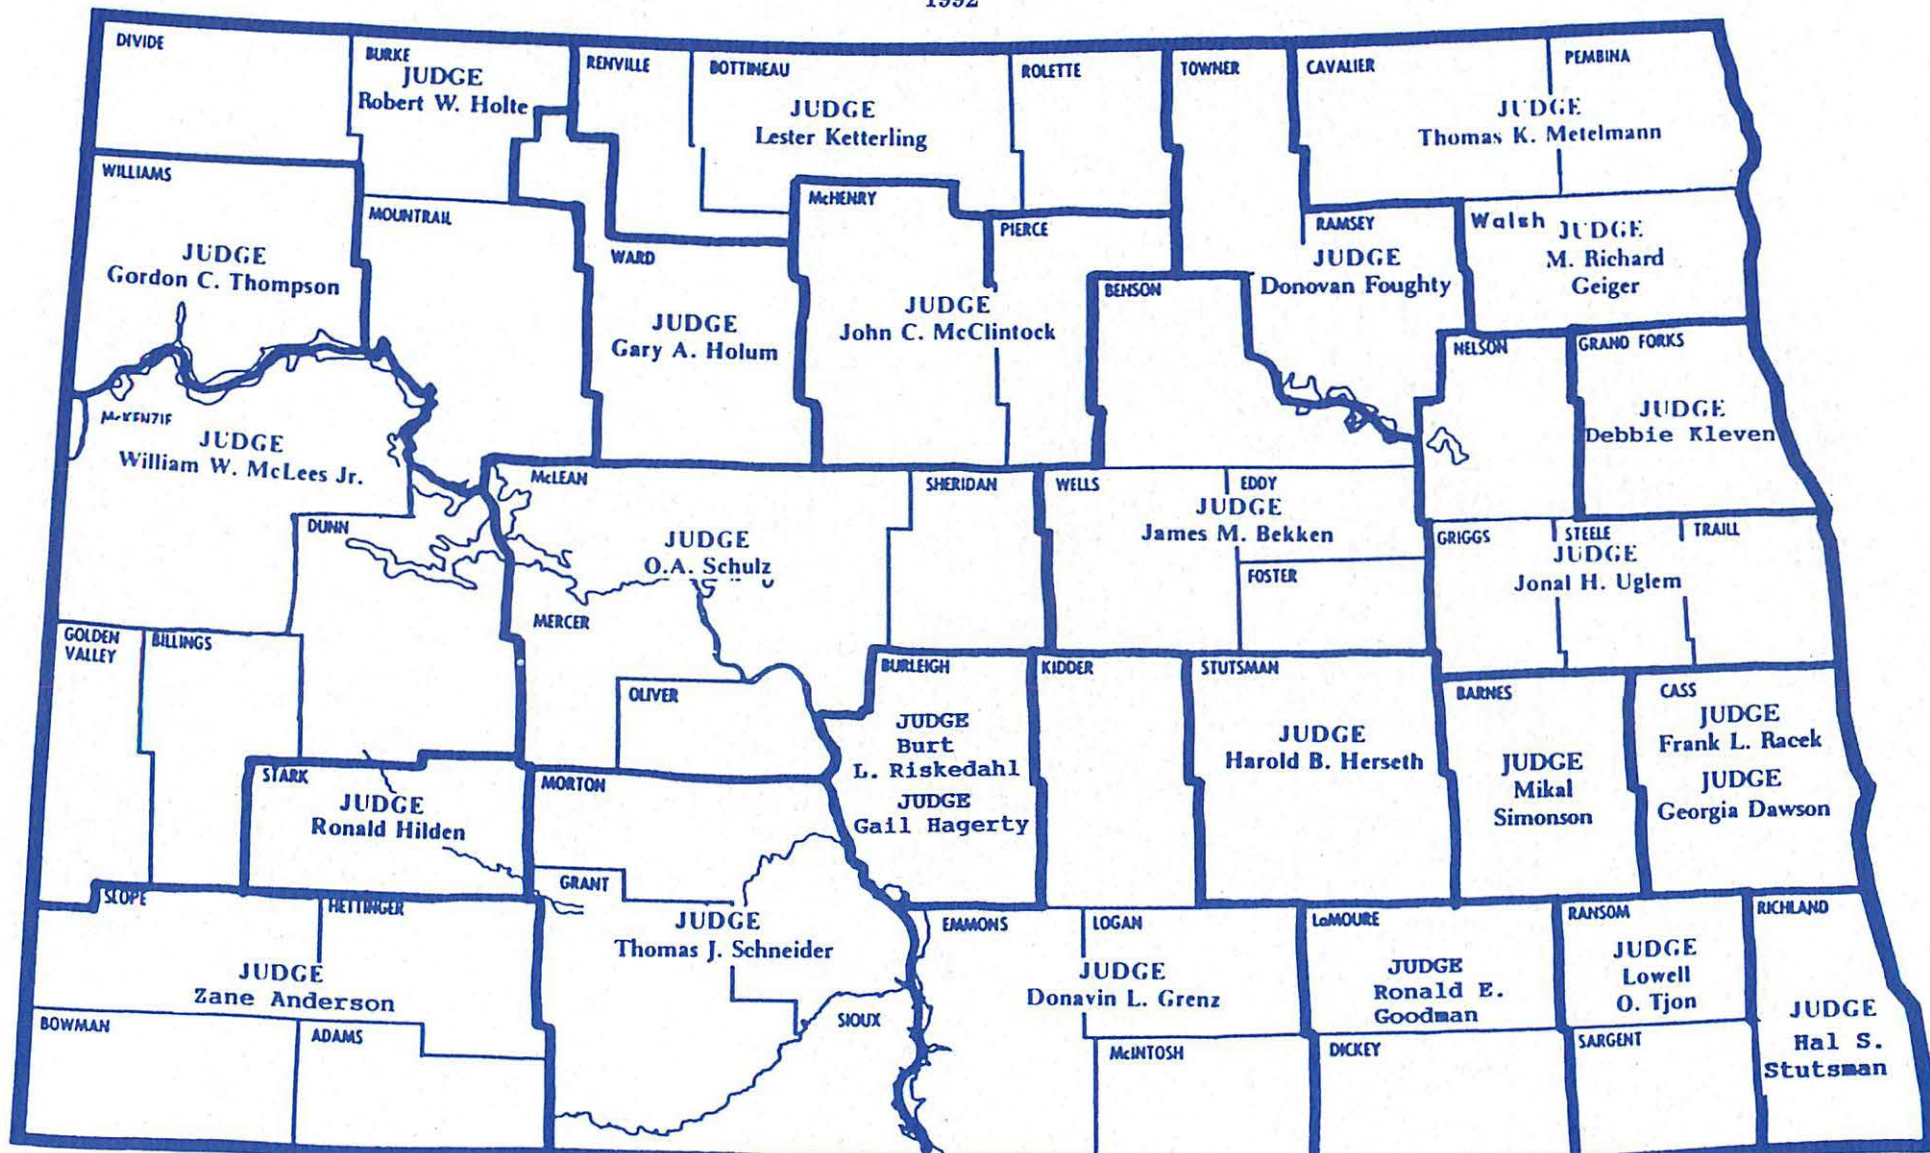 1992
DIVIDE
BURKE
JUDGE
Robert W. Holte
RENVILLE
BOTTINEAU
JUDGE
Lester Ketterling
ROLETTE
TOWNER
CAVALIER
PEMBINA
JUDGE
Thomas K. Metelmann
WILLIAMS
JUDGE
Gordon C. Thompson
MOUNTRAIL
WARD
JUDGE
Gary A. Holum
McHENRY
PIERCE
JUDGE
John C. McClintock
BENSON
RAMSEY
JUDGE
Donovan Foughty
Walsh
JUDGE
M. Richard
Geiger
NELSON
GRAND FORKS
JUDGE
Debbie Kleven
McKENZIE
JUDGE
William W. McLees Jr.
DUNN
McLEAN
JUDGE
O.A. Schulz
SHERIDAN
WELLS
EDDY
JUDGE
James M. Bekken
FOSTER
GRIGGS
STEELE
TRAILL
JUDGE
Jonal H. Uglem
GOLDEN
VALLEY
BILLINGS
MERCER
OLIVER
BURLEIGH
JUDGE
Burt
L. Riskedahl
JUDGE
Gail Hagerty
KIDDER
STUTSMAN
JUDGE
Harold B. Herseth
BARNES
JUDGE
Mikal
Simonson
CASS
JUDGE
Frank L. Racek
JUDGE
Georgia Dawson
STARK
JUDGE
Ronald Hilden
MORTON
GRANT
JUDGE
Thomas J. Schneider
SIOUX
SLOPE
HETTINGER
JUDGE
Zane Anderson
BOWMAN
ADAMS
EMMONS
LOGAN
JUDGE
Donavin L. Grenz
McINTOSH
LaMOURE
JUDGE
Ronald E.
Goodman
DICKEY
RANSOM
JUDGE
Lowell
O. Tjon
SARGENT
RICHLAND
JUDGE
Hal S.
Stutsman